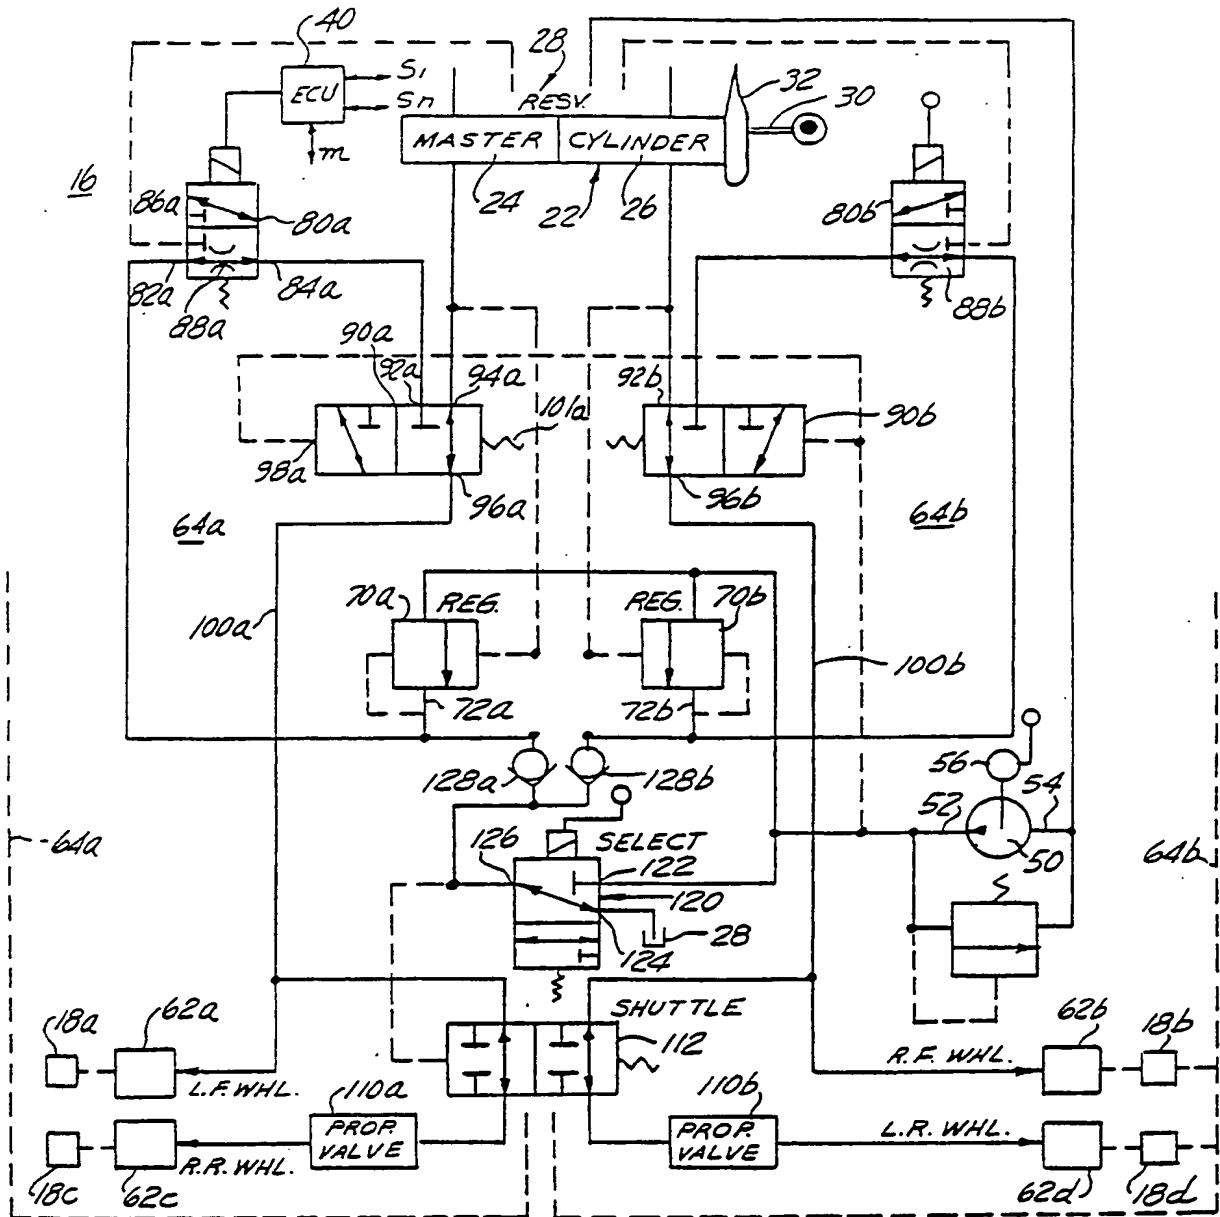 40
28
S1
Sn
ECU
m
RESV.
32
30
MASTER
CYLINDER
16
24
22
26
86a
80a
80b
82a
84a
88a
88b
90a
92a
94a
101a
92b
90b
98a
96a
96b
64a
64b
70a
REG.
REG.
70b
100a
100b
72a
72b
128a
128b
56
54
52
50
64a
64b
SELECT
126
122
120
28
124
SHUTTLE
112
18a
62a
62b
18b
L.F. WHL.
R.F. WHL.
110a
110b
PROP.
VALVE
PROP.
VALVE
R.R. WHL.
L.R. WHL.
18c
62c
62d
18d